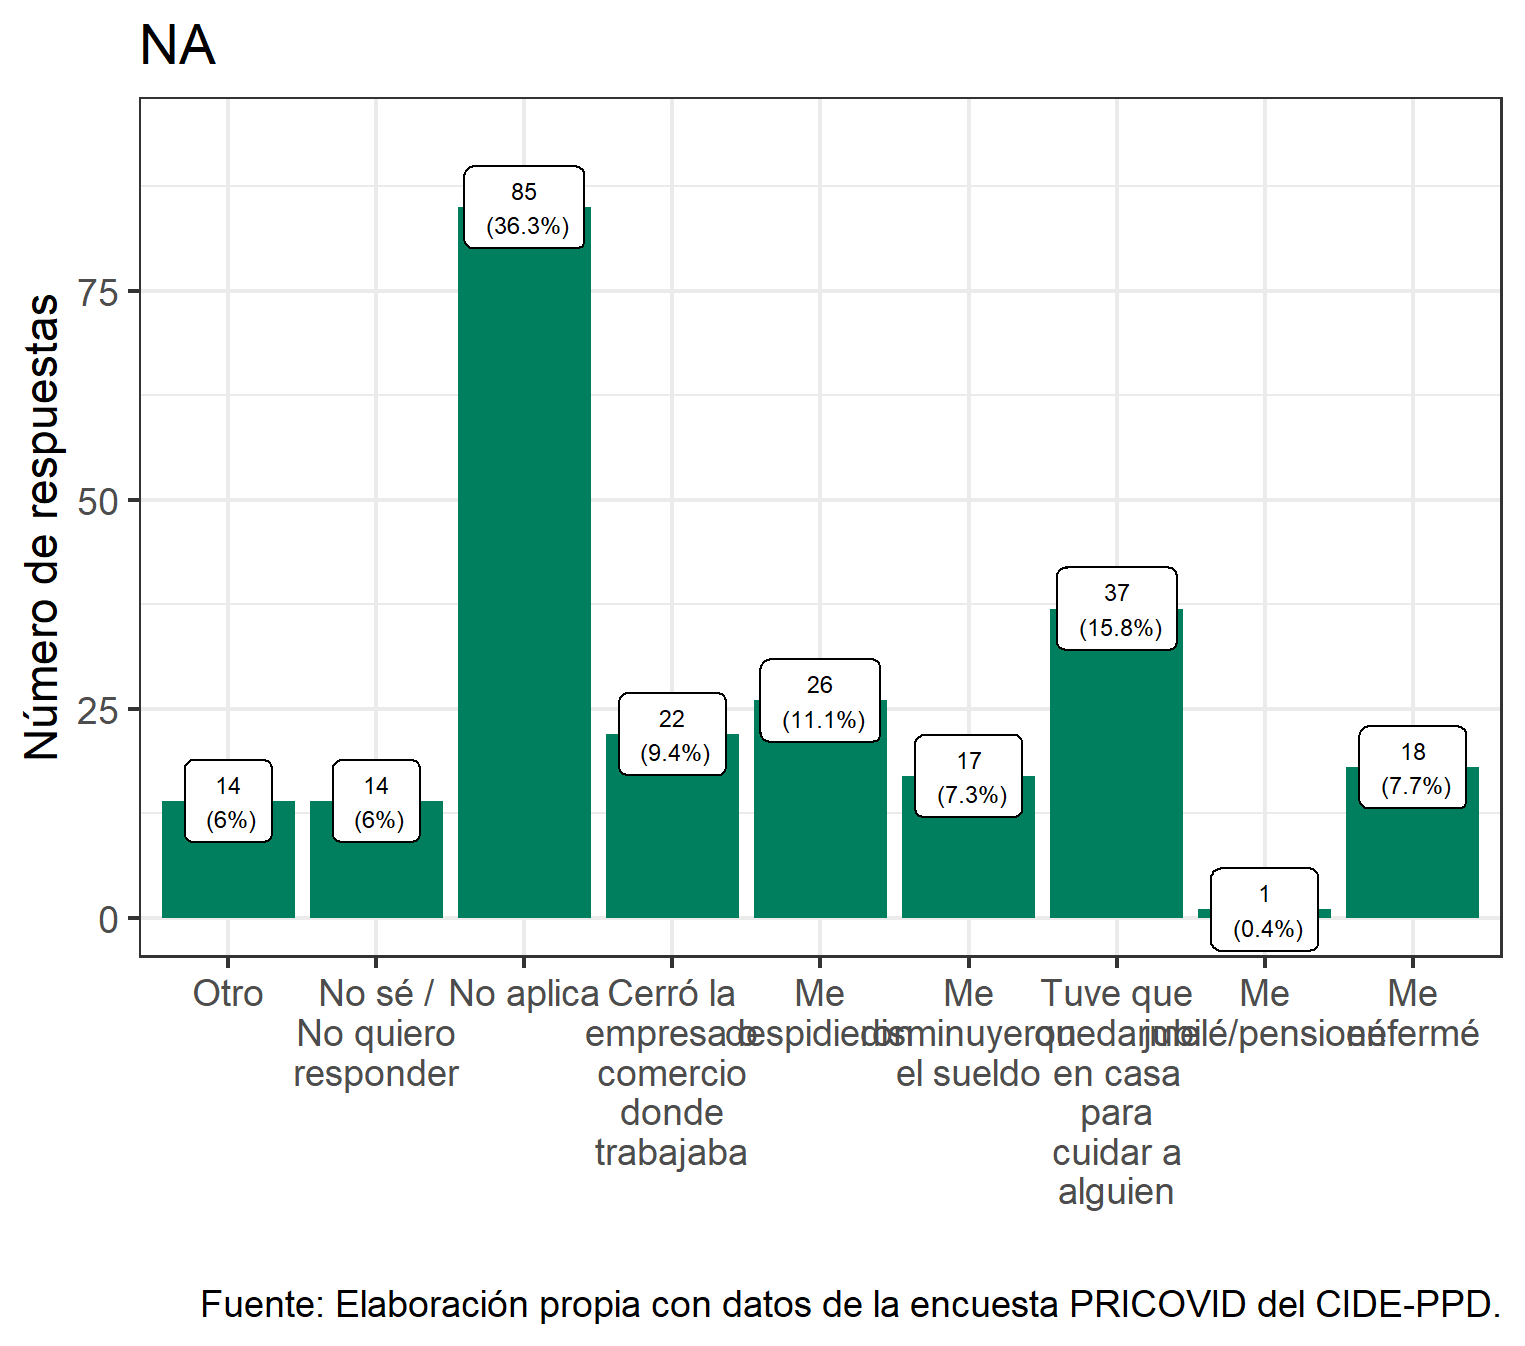 NA
Número de respuestas
75
50
25
0
85
(36.3%)
37
(15.8%)
26
(11.1%)
22
(9.4%)
18
(7.7%)
17
(7.3%)
14
(6%)
14
(6%)
1
(0.4%)
Otro
No sé /
No quiero
responder
No aplica
Cerró la
empresa o
comercio
donde
trabajaba
Me
despidieron
Me
disminuyeron
el sueldo
Tuve que
quedarme
en casa
para
cuidar a
alguien
Me
jubilé/pensioné
Me
enfermé
Fuente: Elaboración propia con datos de la encuesta PRICOVID del CIDE-PPD.